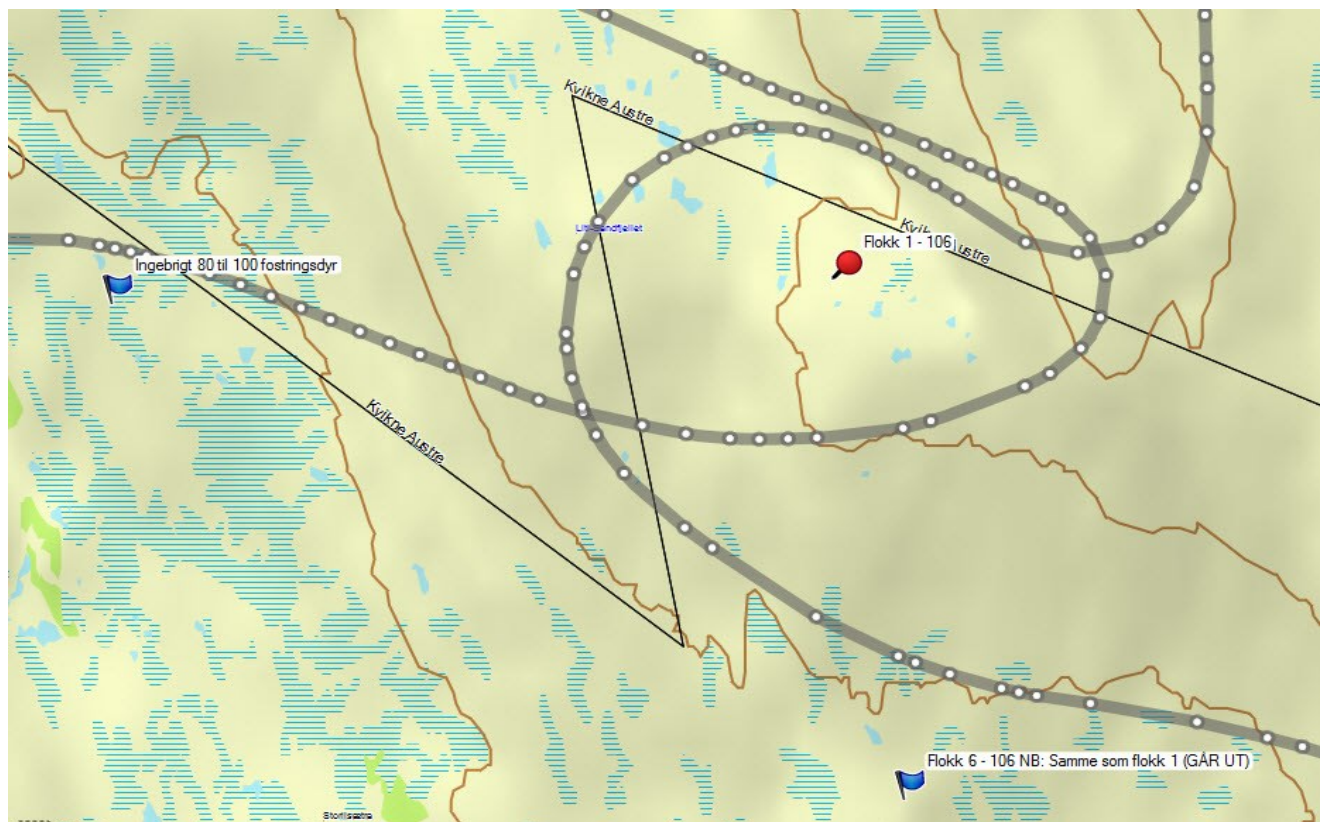 Kvikne Austre
Kvikne Austre
Flokk 1 - 106
Ingebrigt 80 til 100 fostringsdyr
Kvikne Austre
Flokk 6 - 106 NB: Samme som flokk 1 (GÅR UT)